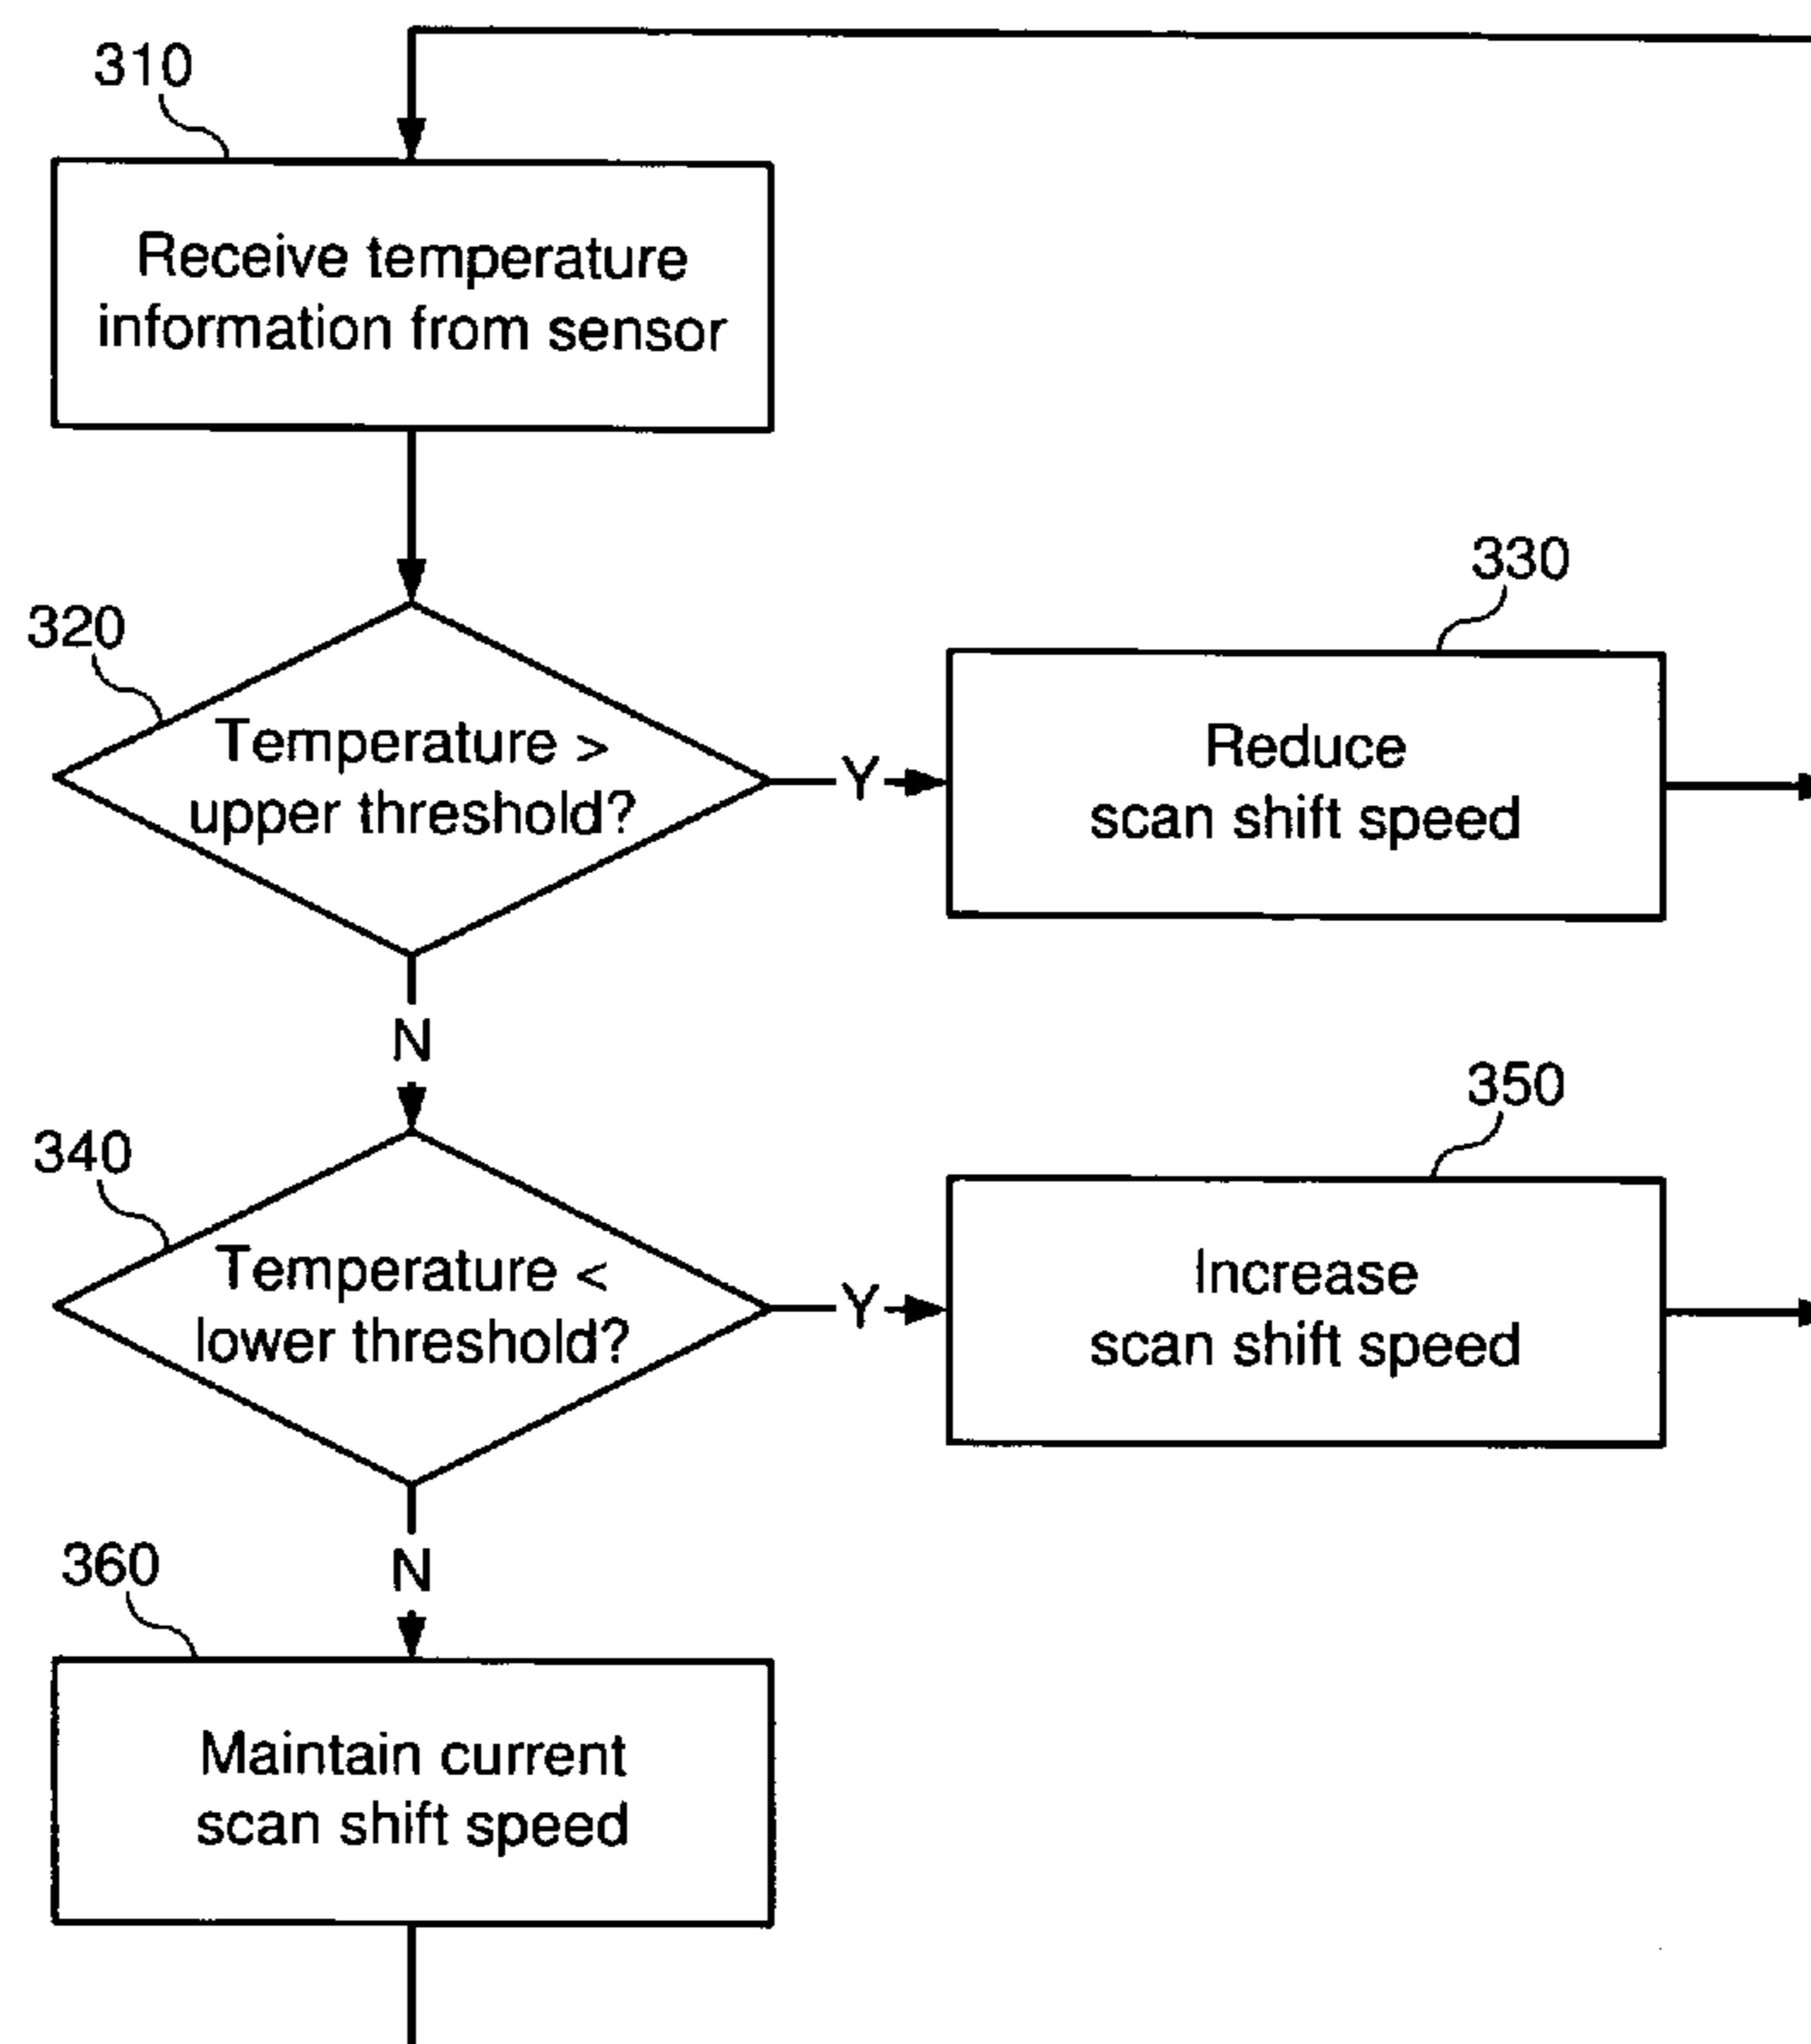 310
Receive temperature
information from sensor
320
Temperature >
upper threshold?
Y
330
Reduce
scan shift speed
N
340
Temperature <
lower threshold?
Y
350
Increase
scan shift speed
N
360
Maintain current
scan shift speed